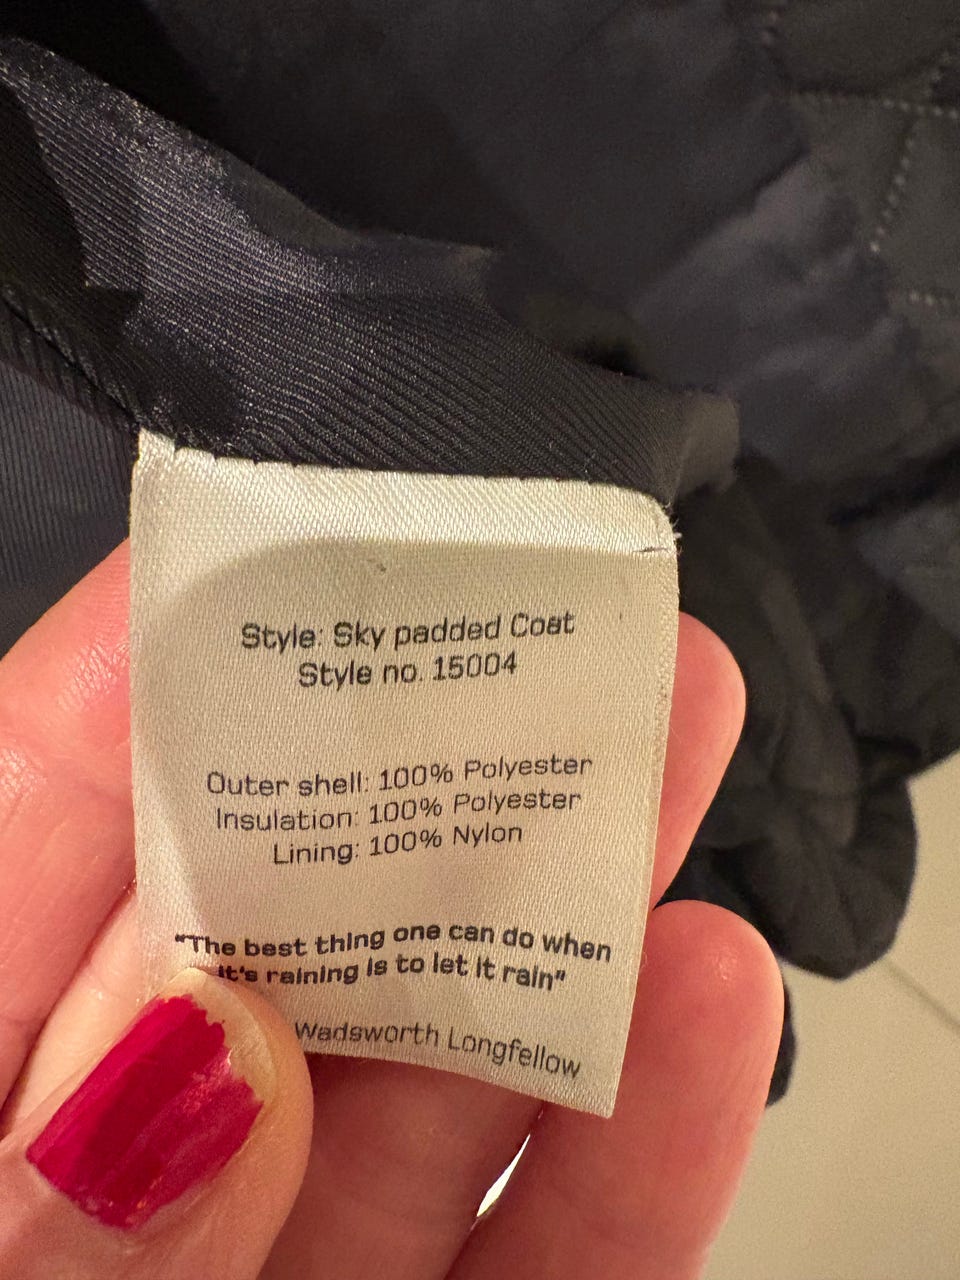 Style: Sky padded Coat
Style no. 15004
Outer shell: 100% Polyester
Insulation: 100% Polyester
Lining: 100% Nylon
"The best thing one can do when
it's raining is to let it rain"
Wadsworth Longfellow